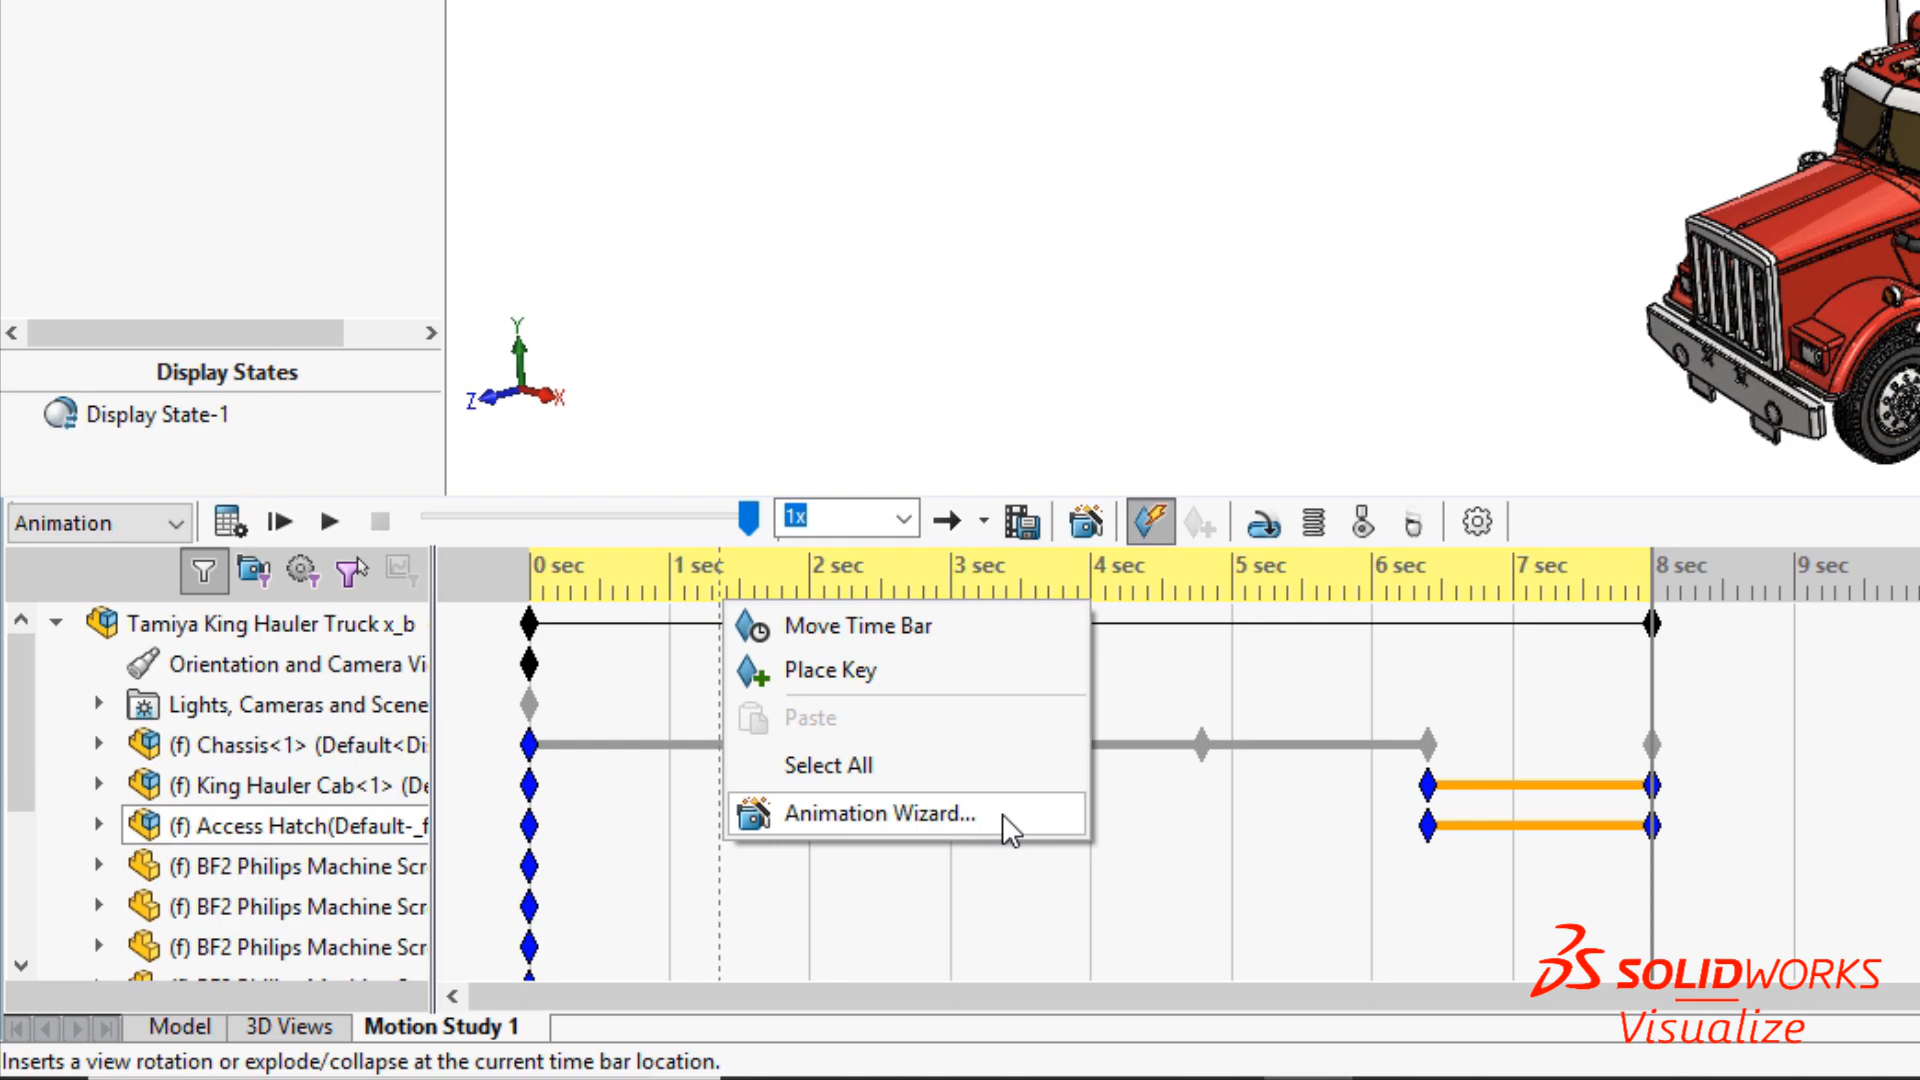 Display States
Display State-1
Y
Z
X
Animation
1x
0 sec
1 sec
2 sec
3 sec
4 sec
5 sec
6 sec
7 sec
8 sec
9 sec
Tamiya King Hauler Truck x_b
Orientation and Camera Vi
Lights, Cameras and Scene
(f) Chassis<1> (Default<Di
(f) King Hauler Cab<1> (De
(f) Access Hatch(Default-_f
(f) BF2 Philips Machine Scr
(f) BF2 Philips Machine Scr
(f) BF2 Philips Machine Scr
Move Time Bar
Place Key
Paste
Select All
Animation Wizard...
SOLIDWORKS
Visualize
Model
3D Views
Motion Study 1
Inserts a view rotation or explode/collapse at the current time bar location.